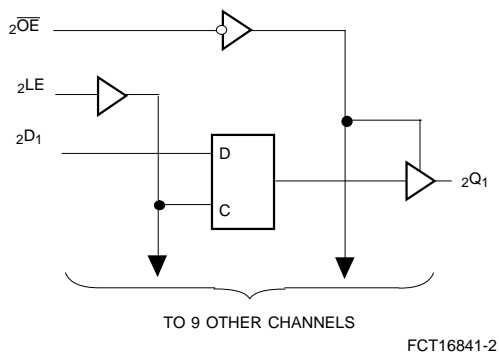 2OE
2LE
2D1
D
C
2Q1
TO 9 OTHER CHANNELS
FCT16841-2